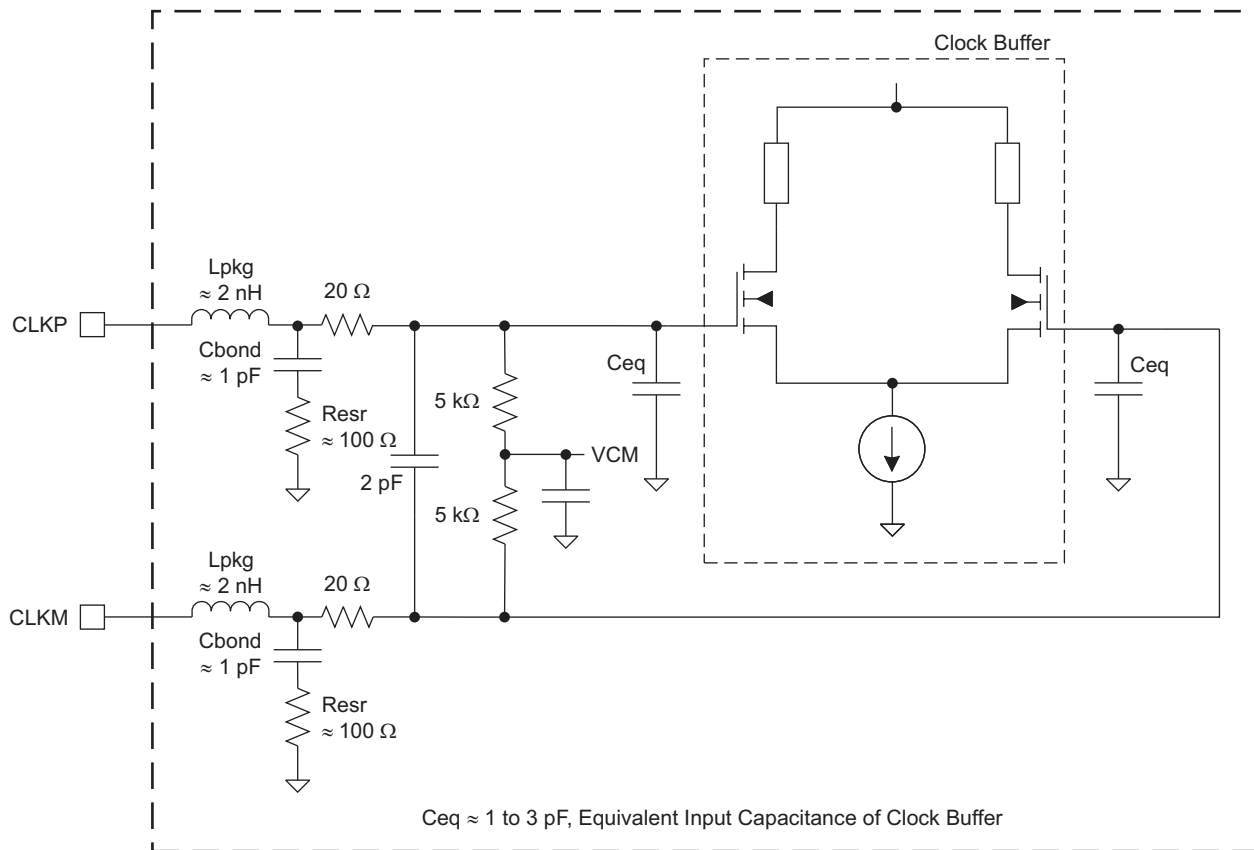 Clock Buffer
Lpkg
≈ 2 nH
20 Ω
CLKP
Cbond
≈ 1 pF
Resr
≈ 100 Ω
5 kΩ
Ceq
Ceq
2 pF
VCM
5 kΩ
Lpkg
≈ 2 nH
20 Ω
CLKM
Cbond
≈ 1 pF
Resr
≈ 100 Ω
Ceq ≈ 1 to 3 pF, Equivalent Input Capacitance of Clock Buffer